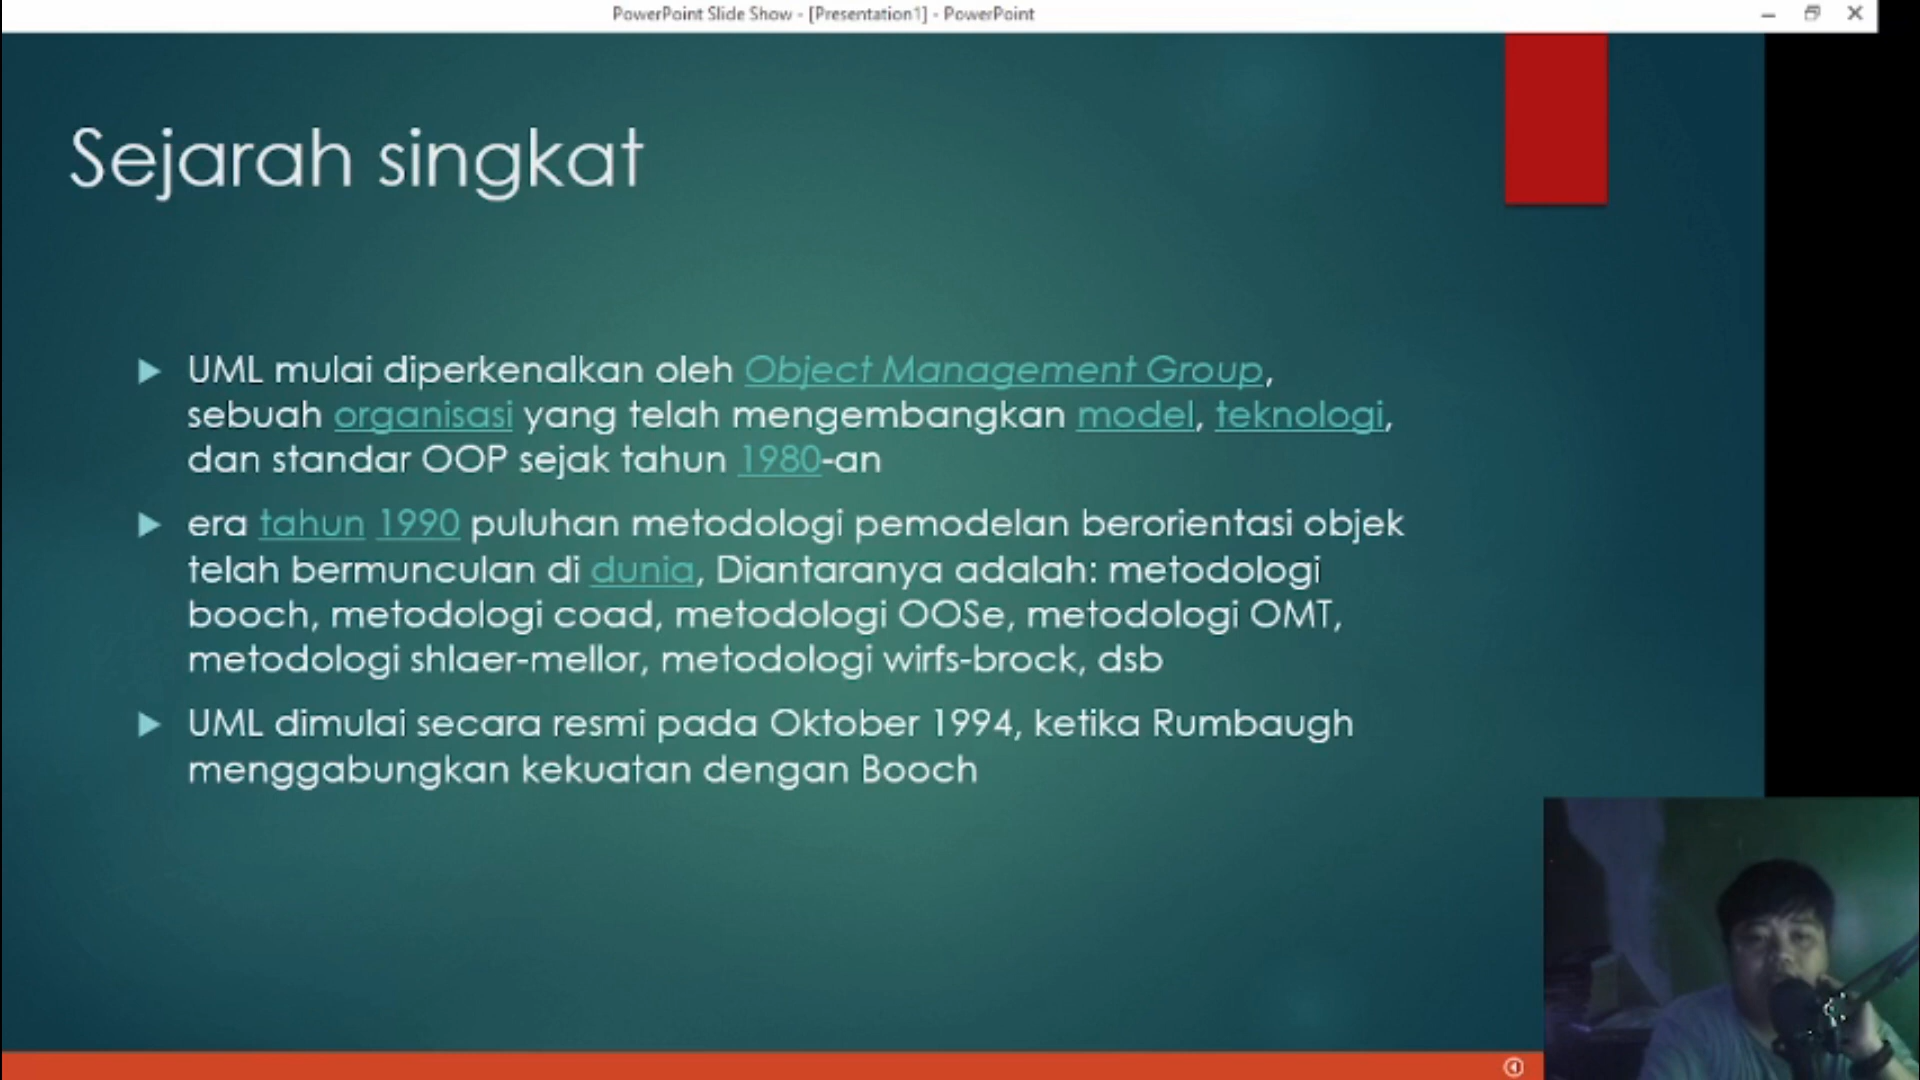 PowerPoint Slide Show - [Presentation1] - PowerPoint
Sejarah singkat
UML mulai diperkenalkan oleh Object Management Group,
sebuah organisasi yang telah mengembangkan model, teknologi,
dan standar OOP sejak tahun 1980-an
era tahun 1990 puluhan metodologi pemodelan berorientasi objek
telah bermunculan di dunia, Diantaranya adalah: metodologi
booch, metodologi coad, metodologi OOSe, metodologi OMT,
metodologi shlaer-mellor, metodologi wirfs-brock, dsb
UML dimulai secara resmi pada Oktober 1994, ketika Rumbaugh
menggabungkan kekuatan dengan Booch